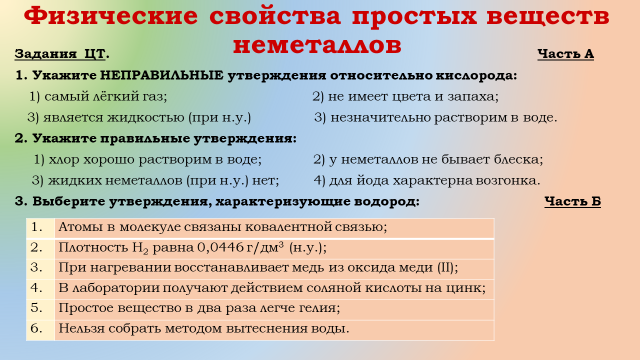 Физические свойства простых веществ
неметаллов
Задания ЦТ. Часть А
1. Укажите НЕПРАВИЛЬНЫЕ утверждения относительно кислорода:
1) самый лёгкий газ; 2) не имеет цвета и запаха;
3) является жидкостью (при н.у.) 3) незначительно растворим в воде.
2. Укажите правильные утверждения:
1) хлор хорошо растворим в воде; 2) у неметаллов не бывает блеска;
3) жидких неметаллов (при н.у.) нет; 4) для йода характерна возгонка.
3. Выберите утверждения, характеризующие водород: Часть Б
1. Атомы в молекуле связаны ковалентной связью;
2. Плотность H₂ равна 0,0446 г/дм³ (н.у.);
3. При нагревании восстанавливает медь из оксида меди (II);
4. В лаборатории получают действием соляной кислоты на цинк;
5. Простое вещество в два раза легче гелия;
6. Нельзя собрать методом вытеснения воды.